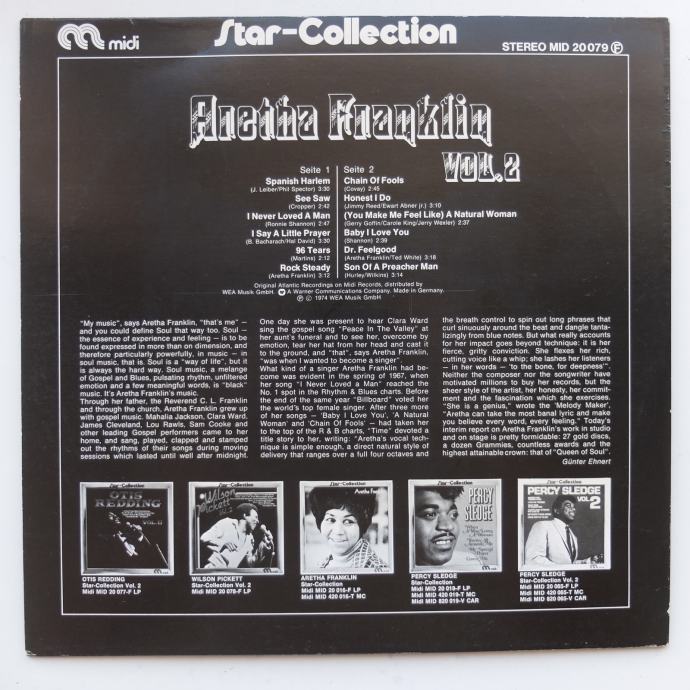 midi
Star-Collection
STEREO MID 20 079 F
Aretha Franklin
VOL. 2
Seite 1
Spanish Harlem
(J. Leiber/Phil Spector) 3:30
See Saw
(Cropper) 2:42
I Never Loved A Man
(Ronnie Shannon) 2:47
I Say A Little Prayer
(B. Bacharach/Hal David) 3:30
96 Tears
(Martins) 2:12
Rock Steady
(Aretha Franklin) 3:12
Seite 2
Chain Of Fools
(Covay) 2:45
Honest I Do
(Jimmy Reed/Ewart Abner jr.) 3:10
(You Make Me Feel Like) A Natural Woman
(Gerry Goffin/Carole King/Jerry Wexler) 2:37
Baby I Love You
(Shannon) 2:39
Dr. Feelgood
(Aretha Franklin/Ted White) 3:18
Son Of A Preacher Man
(Hurley/Wilkins) 3:14
Original Atlantic Recordings on Midi Records, distributed by
WEA Musik GmbH. A Warner Communications Company. Made in Germany.
℗ © 1974 WEA Musik GmbH
"My music", says Aretha Franklin, "that's me" –
and you could define Soul that way too. Soul –
the essence of experience and feeling – is to be
found expressed in more than on dimension, and
therefore particularly powerfully, in music – in
soul music, that is. Soul is a "way of life", but it
is always the hard way. Soul music, a melange
of Gospel and Blues, pulsating rhythm, unfiltered
emotion and a few meaningful words, is "black"
music. It's Aretha Franklin's music.
Through her father, the Reverend C. L. Franklin
and through the church, Aretha Franklin grew up
with gospel music. Mahalia Jackson, Clara Ward,
James Cleveland, Lou Rawls, Sam Cooke and
other leading Gospel performers came to her
home, and sang, played, clapped and stamped
out the rhythms of their songs during moving
sessions which lasted until well after midnight.
One day she was present to hear Clara Ward
sing the gospel song "Peace In The Valley" at
her aunt's funeral and to see her, overcome by
emotion, tear her hat from her head and cast it
to the ground, and "that", says Aretha Franklin,
"was when I wanted to become a singer".
What kind of a singer Aretha Franklin had be-
come was evident in the spring of 1967, when
her song "I Never Loved a Man" reached the
No. 1 spot in the Rhythm & Blues charts. Before
the end of the same year "Billboard" voted her
the world's top female singer. After three more
of her songs – 'Baby I Love You', 'A Natural
Woman' and 'Chain Of Fools' – had taken her
to the top of the R & B charts, "Time" devoted a
title story to her, writing: "Aretha's vocal tech-
nique is simple enough, a direct natural style of
delivery that ranges over a full four octaves and
the breath control to spin out long phrases that
curl sinuously around the beat and dangle tanta-
lizingly from blue notes. But what really accounts
for her impact goes beyond technique: it is her
fierce, gritty conviction. She flexes her rich,
cutting voice like a whip; she lashes her listeners
– in her words – "to the bone, for deepness"".
Neither the composer nor the songwriter have
motivated millions to buy her records, but the
sheer style of the artist, her honesty, her commit-
ment and the fascination which she exercises.
"She is a genius," wrote the 'Melody Maker',
"Aretha can take the most banal lyric and make
you believe every word, every feeling." Today's
interim report on Aretha Franklin's work in studio
and on stage is pretty formidable: 27 gold discs,
a dozen Grammies, countless awards and the
highest attainable crown: that of "Queen of Soul".
Günter Ehnert
Star-Collection
OTIS
REDDING
VOL. II
OTIS REDDING
Star-Collection Vol. 2
Midi MID 20 077-F LP
Star-Collection
Wilson
Pickett
WILSON PICKETT
Star-Collection Vol. 2
Midi MID 20 078-F LP
Star-Collection
Aretha Franklin
ARETHA FRANKLIN
Star-Collection
Midi MID 20 016-F LP
Midi MID 420 016-T MC
Star-Collection
PERCY
SLEDGE
PERCY SLEDGE
Star-Collection
Midi MID 20 019-F LP
Midi MID 420 019-T MC
Midi MID 820 019-V CAR
Star-Collection
PERCY SLEDGE
VOL 2
PERCY SLEDGE
Star-Collection Vol. 2
Midi MID 20 065-F LP
Midi MID 420 065-T MC
Midi MID 820 065-V CAR